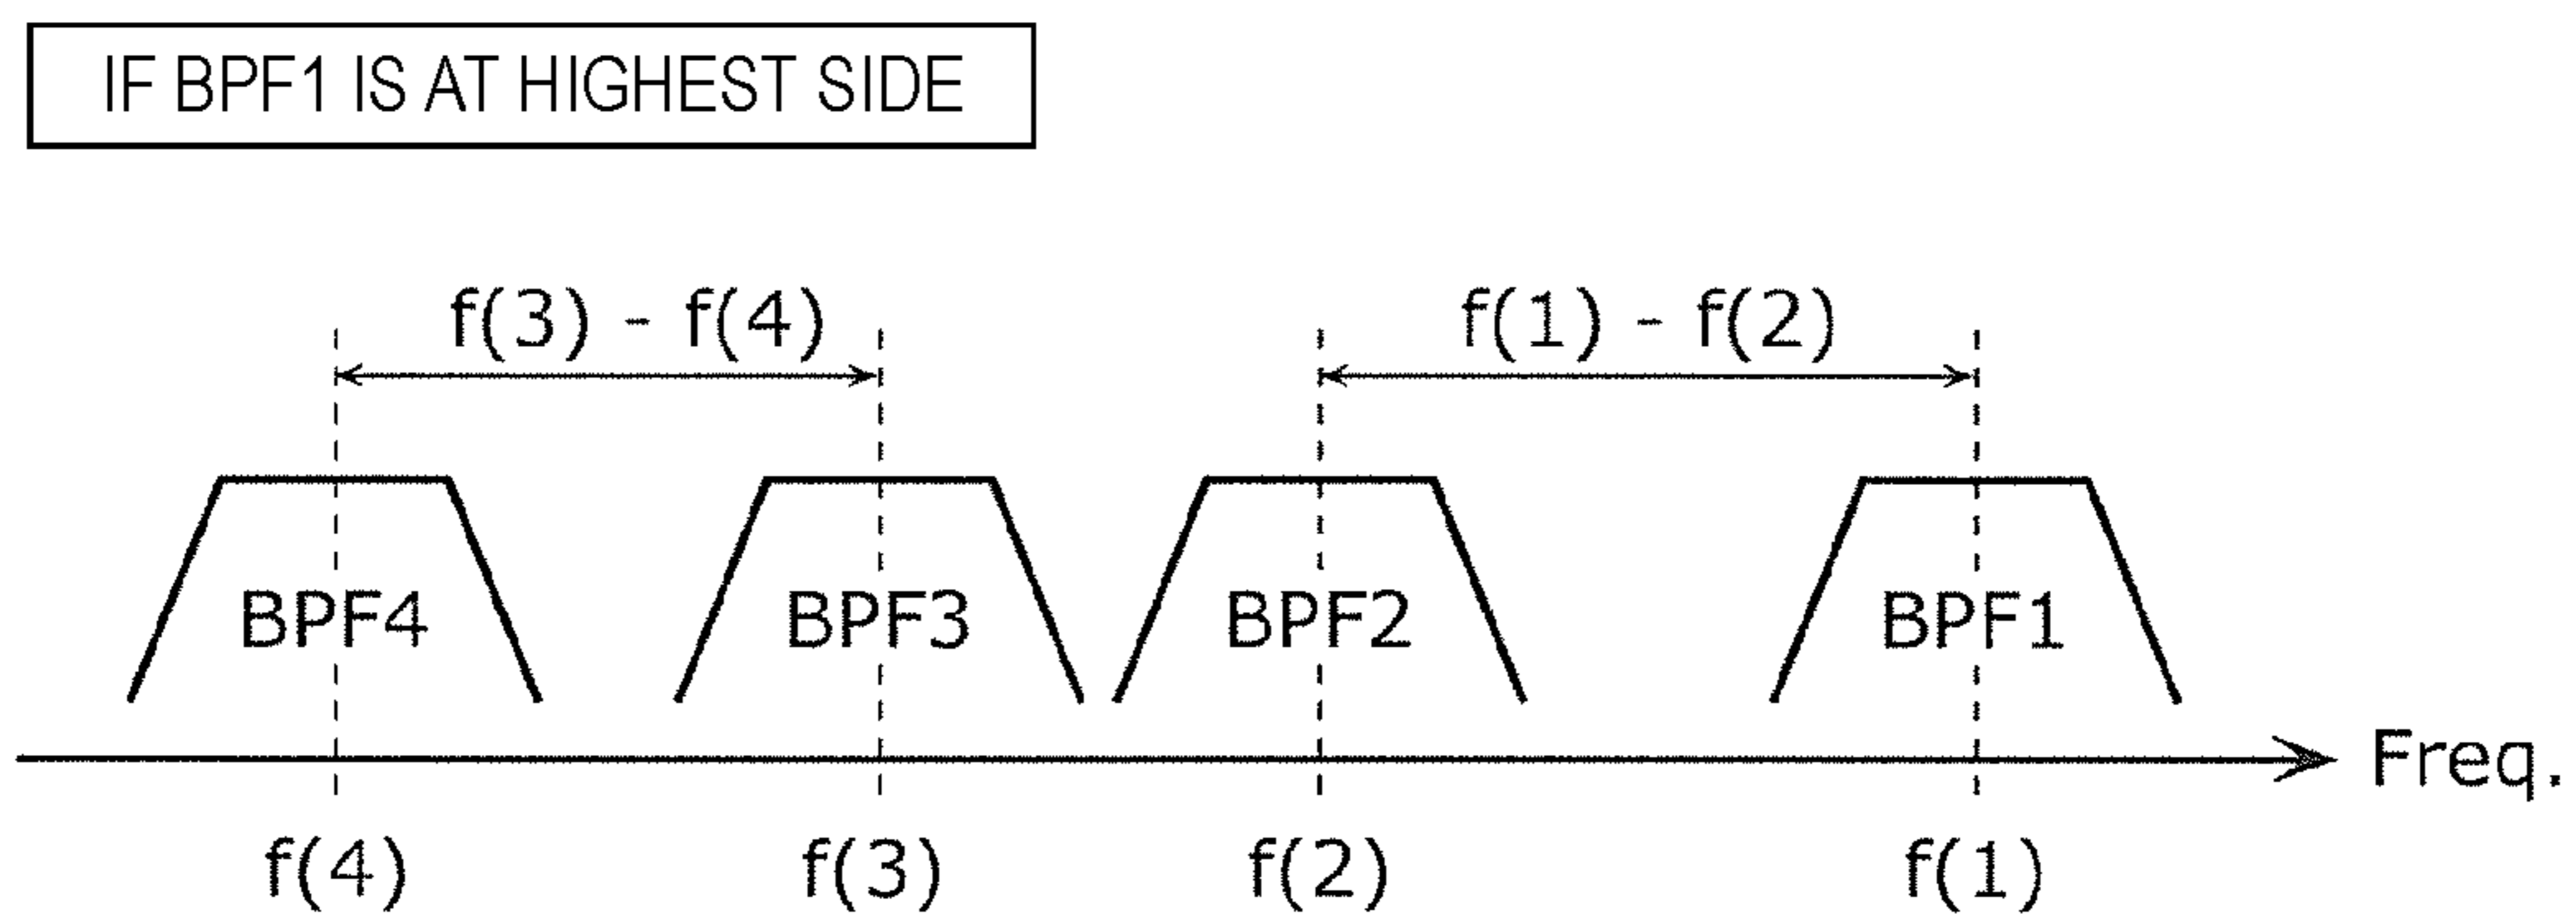 IF BPF1 IS AT HIGHEST SIDE
f(3) - f(4) f(1) - f(2)
BPF4 BPF3 BPF2 BPF1
Freq.
f(4) f(3) f(2) f(1)